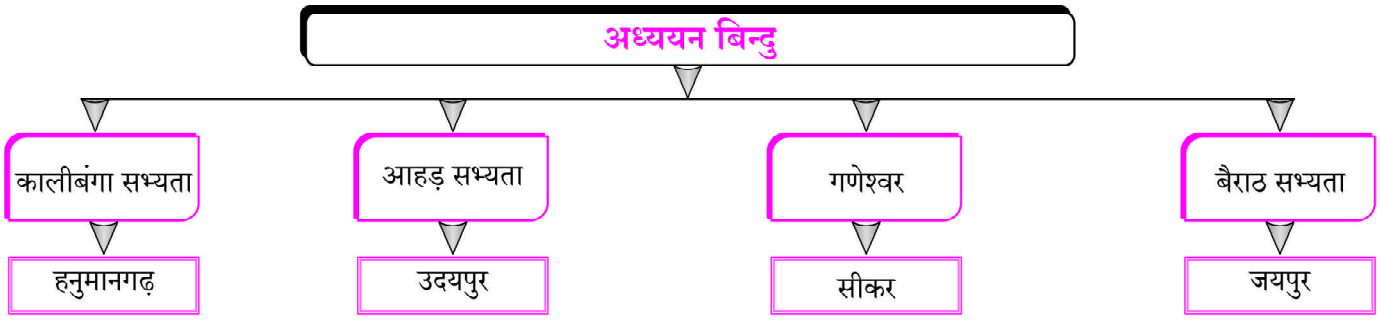 अध्ययन बिन्दु
कालीबंगा सभ्यता
आहड़ सभ्यता
गणेश्वर
बैराठ सभ्यता
हनुमानगढ़
उदयपुर
सीकर
जयपुर